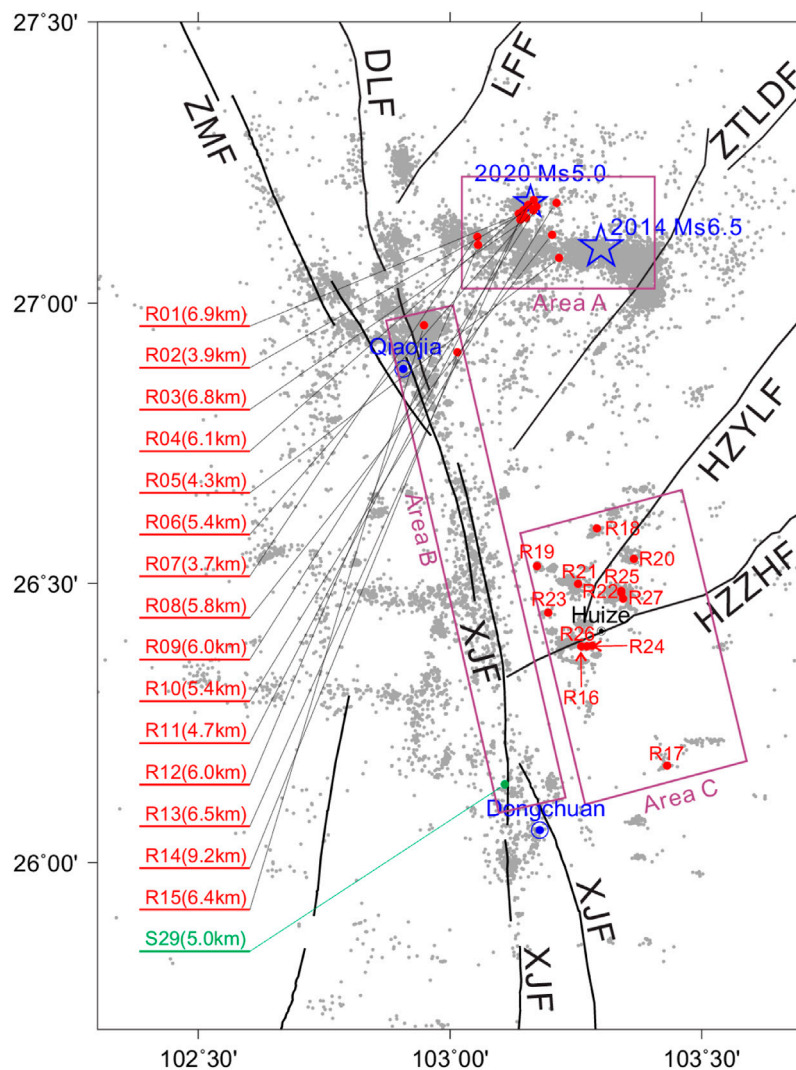 27°30'
27°00'
26°30'
26°00'
102°30'
103°00'
103°30'
ZMF
DLF
LFF
ZTLDF
2020 Ms5.0
2014 Ms6.5
Area A
Qiaojia
R01(6.9km)
R02(3.9km)
R03(6.8km)
R04(6.1km)
R05(4.3km)
R06(5.4km)
R07(3.7km)
R08(5.8km)
R09(6.0km)
R10(5.4km)
R11(4.7km)
R12(6.0km)
R13(6.5km)
R14(9.2km)
R15(6.4km)
S29(5.0km)
Area B
HZYLF
HZZHF
R18
R19
R20
R21
R25
R22
R27
R23
Huize
R26
R24
R16
R17
Area C
XJF
Dongchuan
XJF
XJF